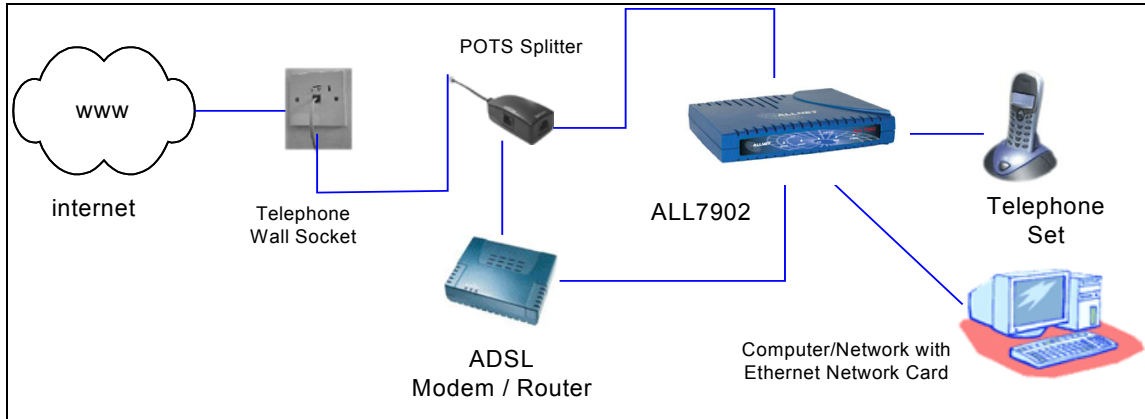 www
internet
Telephone
Wall Socket
POTS Splitter
ADSL
Modem / Router
ALLNET
ALL7902
Telephone
Set
Computer/Network with
Ethernet Network Card